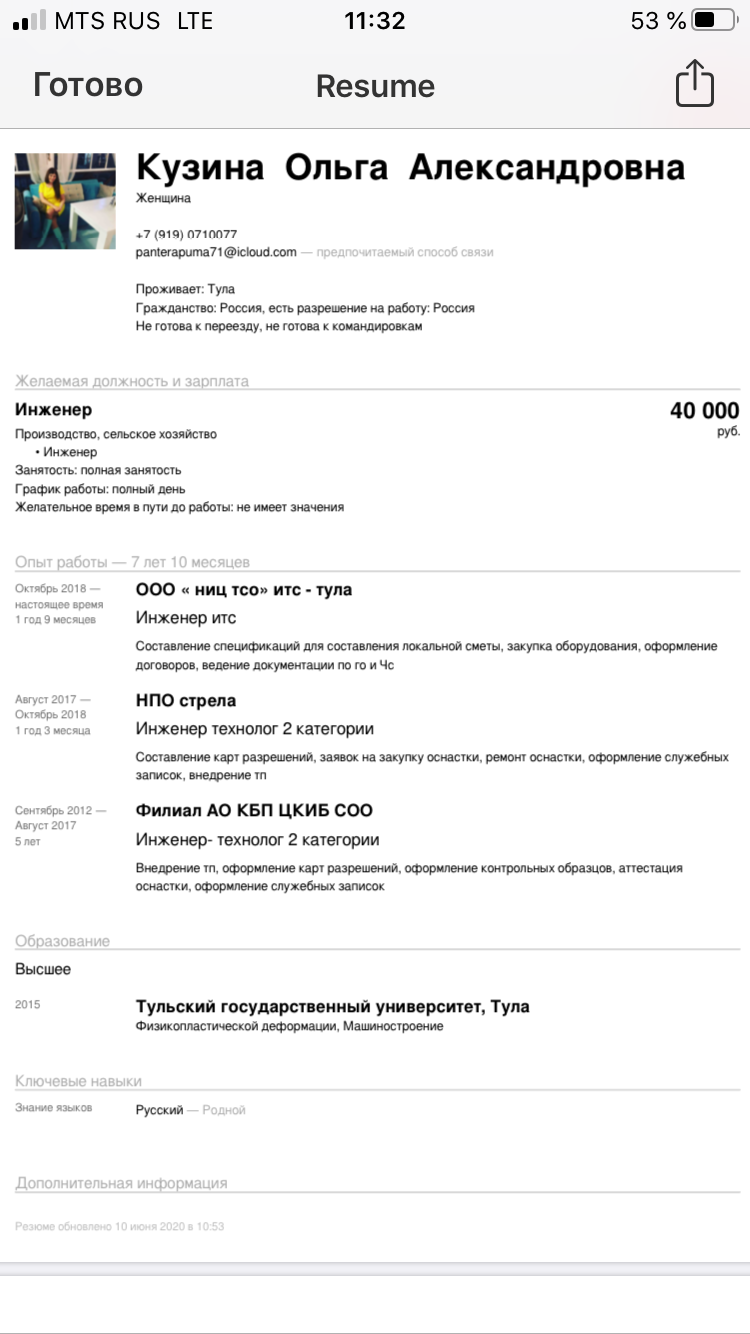 MTS RUS LTE 11:32 53 %
Готово Resume
Кузина Ольга Александровна
Женщина
+7 (919) 0710077
panterapuma71@icloud.com — предпочитаемый способ связи
Проживает: Тула
Гражданство: Россия, есть разрешение на работу: Россия
Не готова к переезду, не готова к командировкам
Желаемая должность и зарплата
Инженер 40 000
Производство, сельское хозяйство руб.
• Инженер
Занятость: полная занятость
График работы: полный день
Желательное время в пути до работы: не имеет значения
Опыт работы — 7 лет 10 месяцев
Октябрь 2018 —
настоящее время
1 год 9 месяцев
ООО « ниц тсо» итс - тула
Инженер итс
Составление спецификаций для составления локальной сметы, закупка оборудования, оформление
договоров, ведение документации по го и Чс
Август 2017 —
Октябрь 2018
1 год 3 месяца
НПО стрела
Инженер технолог 2 категории
Составление карт разрешений, заявок на закупку оснастки, ремонт оснастки, оформление служебных
записок, внедрение тп
Сентябрь 2012 —
Август 2017
5 лет
Филиал АО КБП ЦКИБ СОО
Инженер- технолог 2 категории
Внедрение тп, оформление карт разрешений, оформление контрольных образцов, аттестация
оснастки, оформление служебных записок
Образование
Высшее
2015 Тульский государственный университет, Тула
Физикопластической деформации, Машиностроение
Ключевые навыки
Знание языков Русский — Родной
Дополнительная информация
Резюме обновлено 10 июня 2020 в 10:53